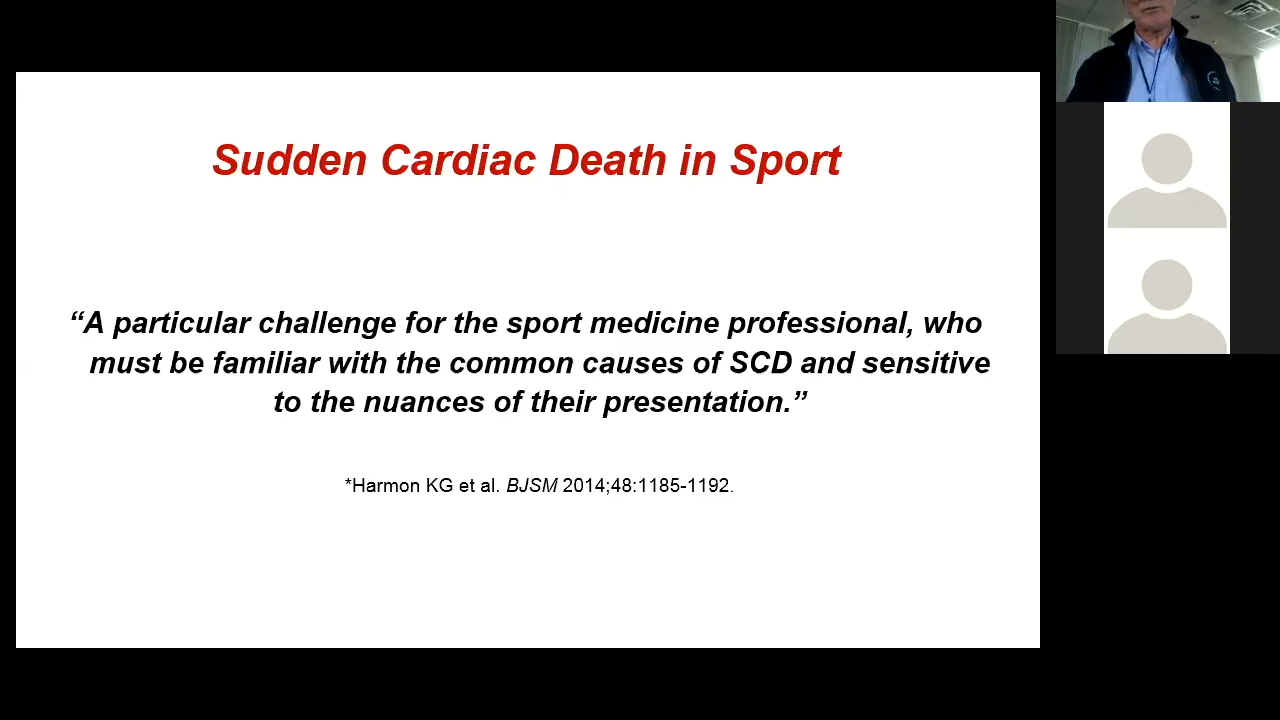 Sudden Cardiac Death in Sport
“A particular challenge for the sport medicine professional, who
must be familiar with the common causes of SCD and sensitive
to the nuances of their presentation.”
*Harmon KG et al. BJSM 2014;48:1185-1192.